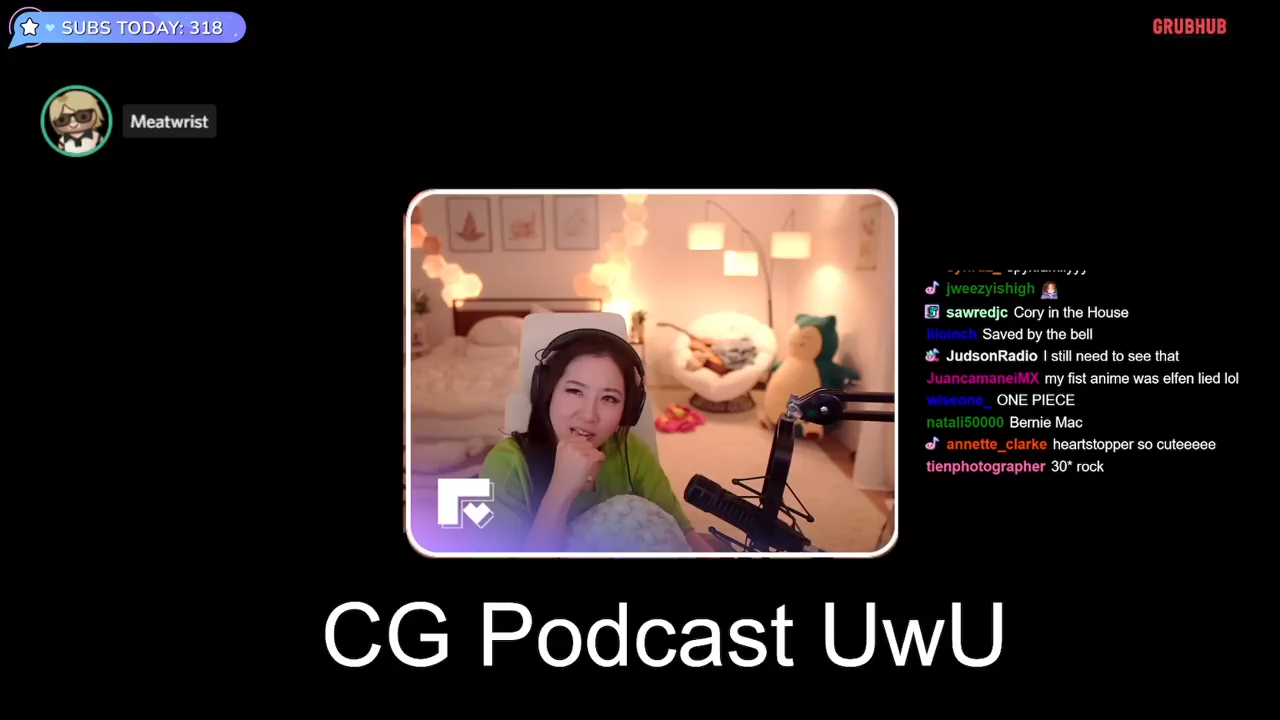 SUBS TODAY: 318
GRUBHUB
Meatwrist
jweezyishigh
sawredjc Cory in the House
Saved by the bell
JudsonRadio I still need to see that
JuancamaneiMX my fist anime was elfen lied lol
wiseone_ ONE PIECE
natali50000 Bernie Mac
annette_clarke heartstopper so cuteeeee
tienphotographer 30* rock
CG Podcast UwU